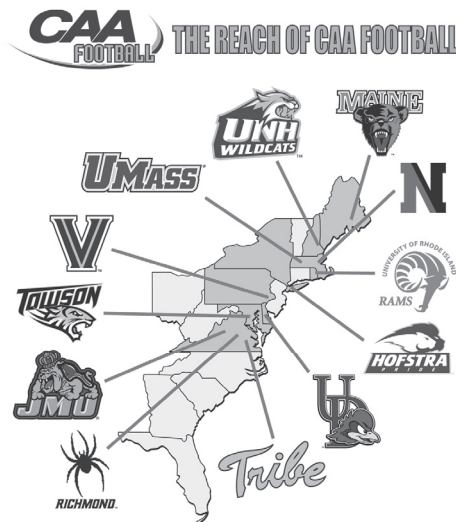 CAA
FOOTBALL
THE REACH OF CAA FOOTBALL
UNH
WILDCATS
MAINE
UMASS
N
V
UNIVERSITY OF RHODE ISLAND
RAMS
TOWSON
HOFSTRA
PRIDE
JMU
UD
RICHMOND
Tribe